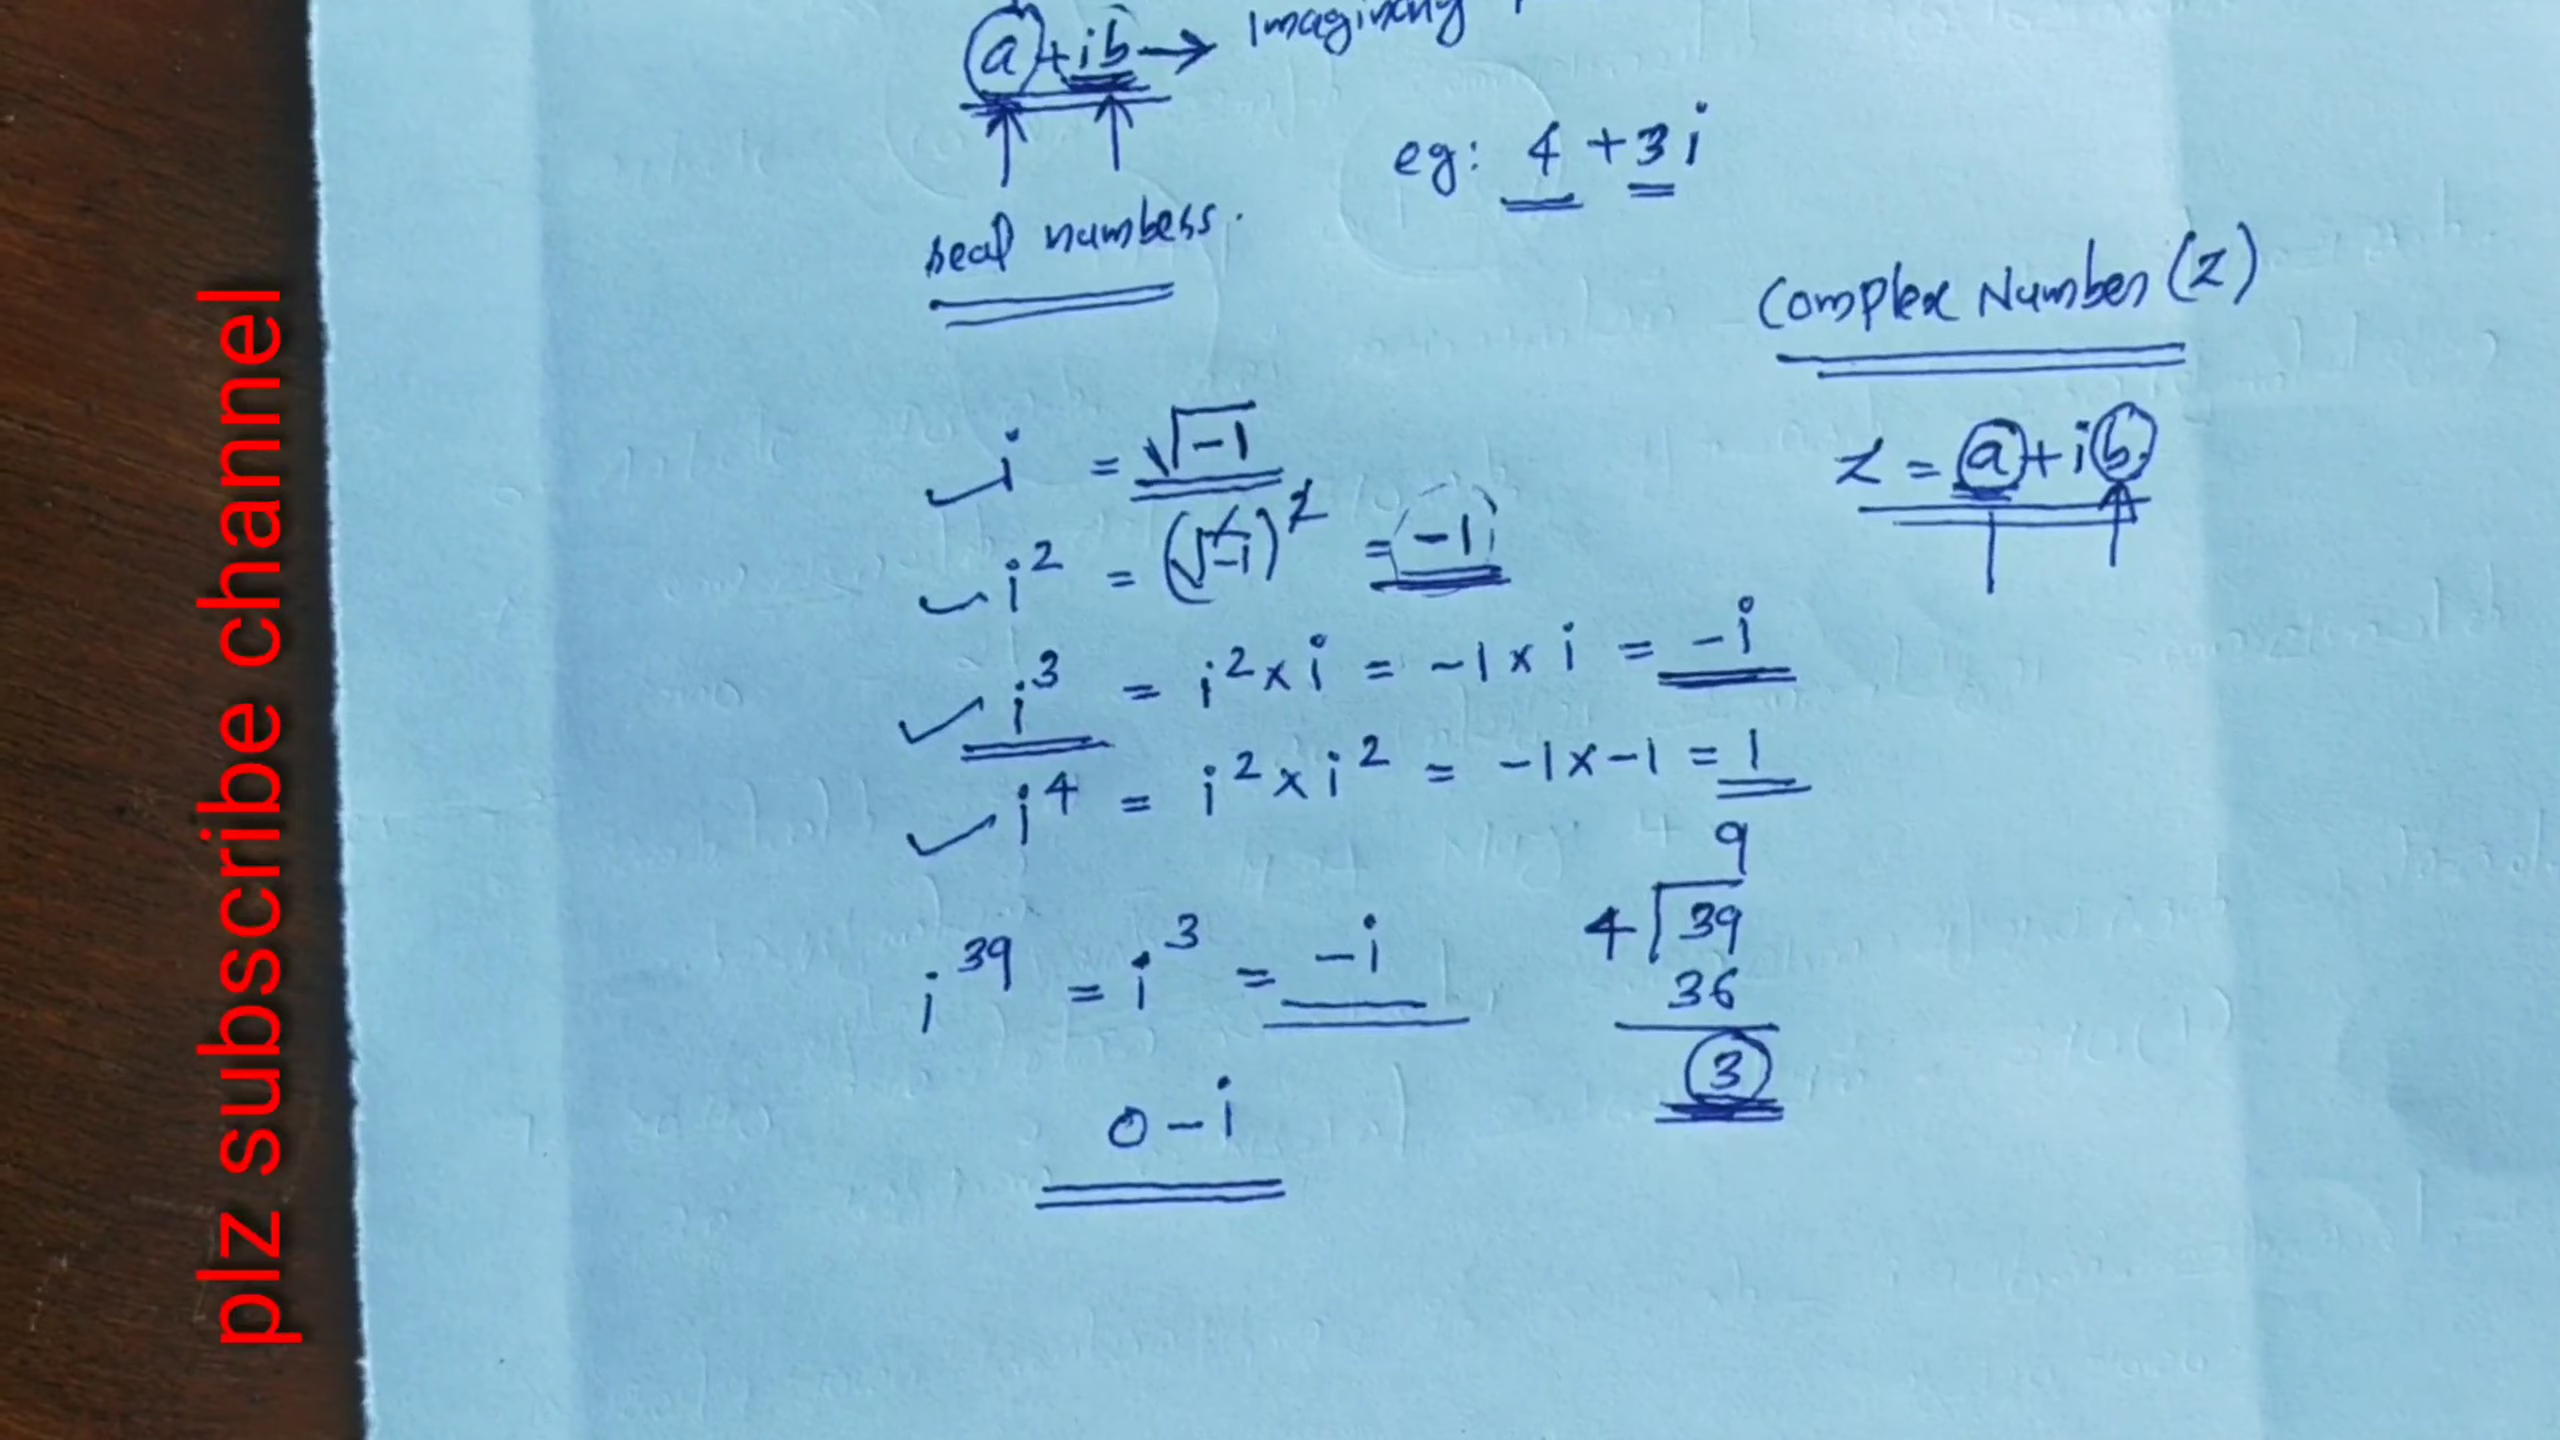 a + ib → Imaginary
eg: 4 + 3i
real numbers.
Complex Number (z)
i = √-1
z = a + ib
i² = (√-1)² = -1
i³ = i² × i = -1 × i = -i
i⁴ = i² × i² = -1 × -1 = 1
9
4 39
36
3
i³⁹ = i³ = -i
0 - i
plz subscribe channel